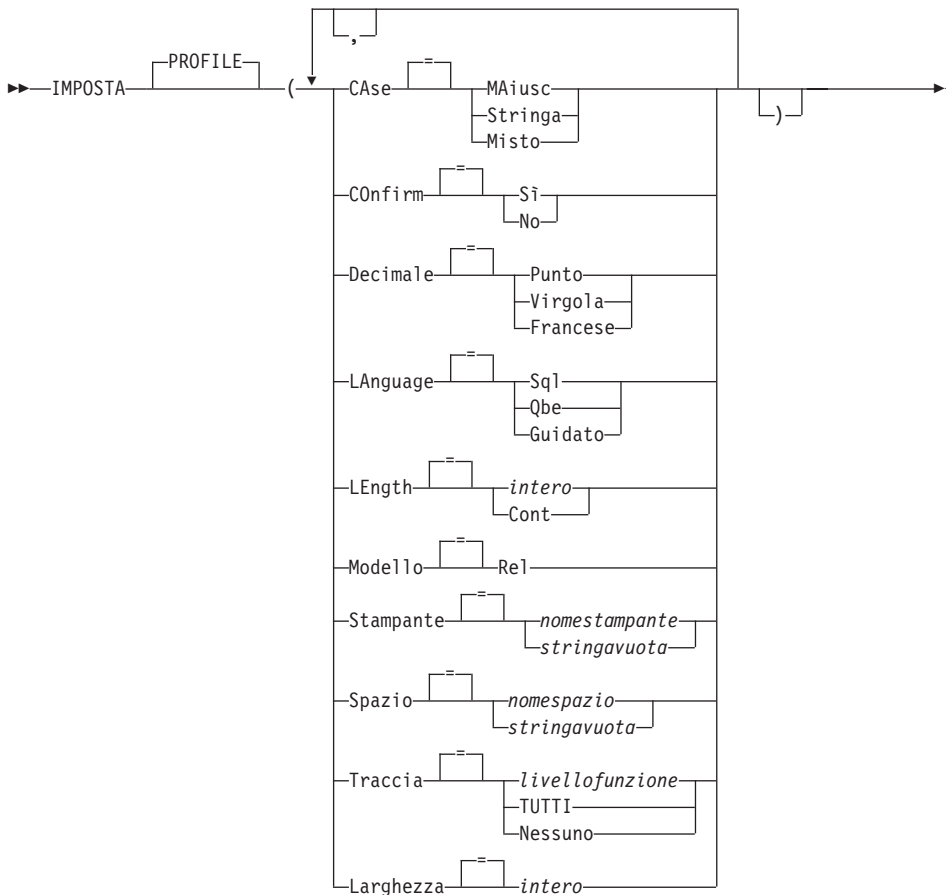 ,
PROFILE
IMPOSTA ( CAse = MAiusc )
Stringa
Misto
COnfirm = Sì
No
Decimale = Punto
Virgola
Francese
LAnguage = Sql
Qbe
Guidato
LEngth = intero
Cont
Modello = Rel
Stampante = nomestampante
stringavuota
Spazio = nomespazio
stringavuota
Traccia = livellofunzione
TUTTI
Nessuno
Larghezza = intero